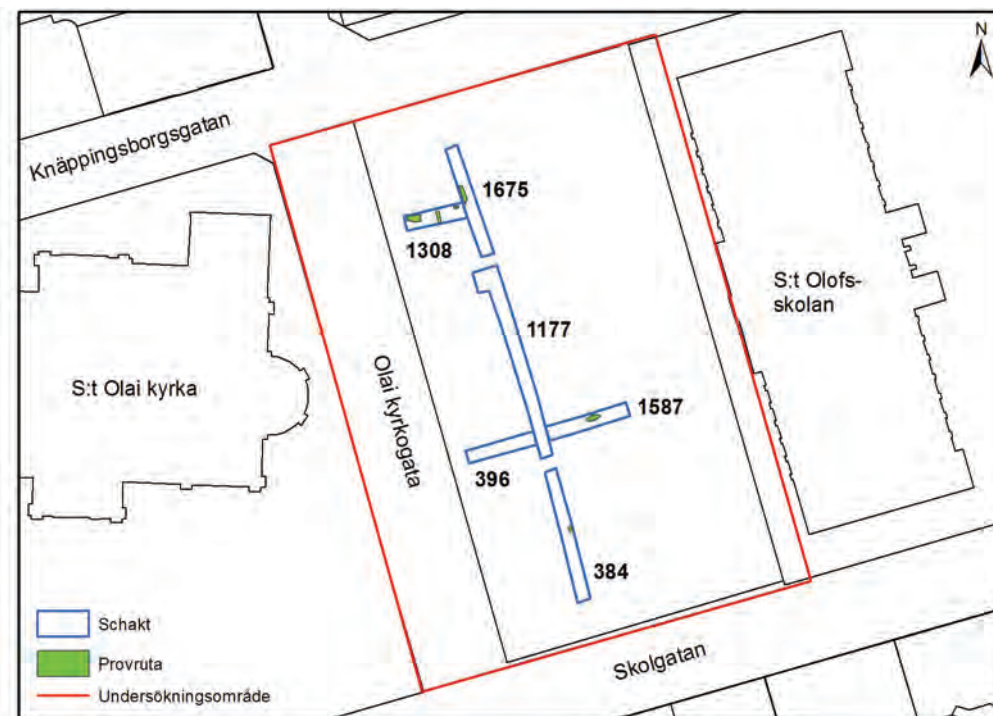 N
Knäppingsborgsgatan
1675
1308
S:t Olofs-
skolan
1177
Olai kyrkogata
S:t Olai kyrka
1587
396
384
Schakt
Provruta
Undersökningsområde
Skolgatan